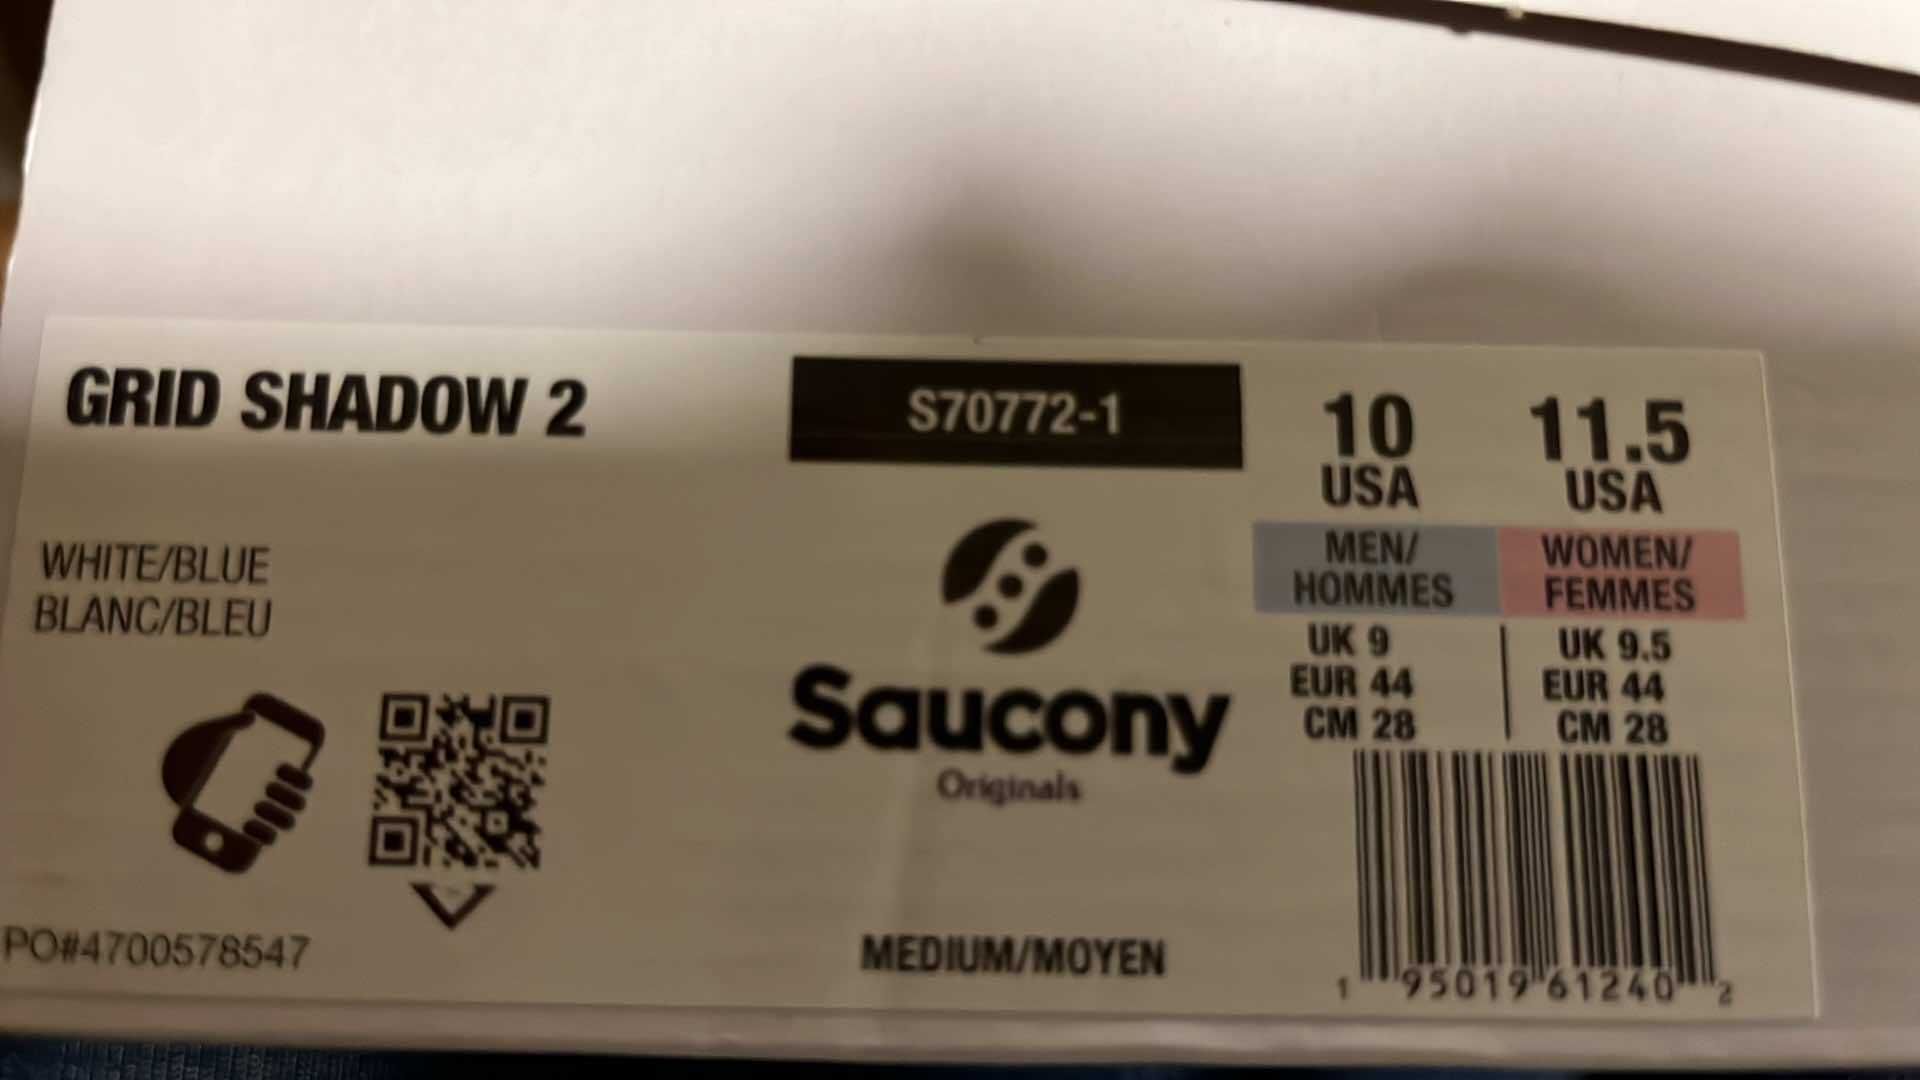 GRID SHADOW 2
WHITE/BLUE
BLANC/BLEU
PO#4700578547
S70772-1
Saucony
Originals
MEDIUM/MOYEN
10 11.5
USA USA
MEN/ WOMEN/
HOMMES FEMMES
UK 9 UK 9.5
EUR 44 EUR 44
CM 28 CM 28
1 95019 61240 2